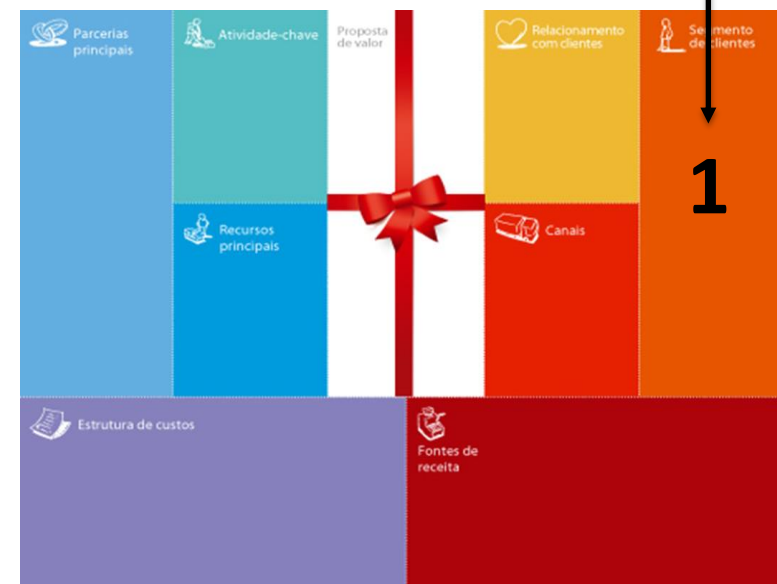 Parcerias
principais
Atividade-chave
Proposta
de valor
Relacionamento
com clientes
Segmento
de clientes
1
Recursos
principais
Canais
Estrutura de custos
Fontes de
receita